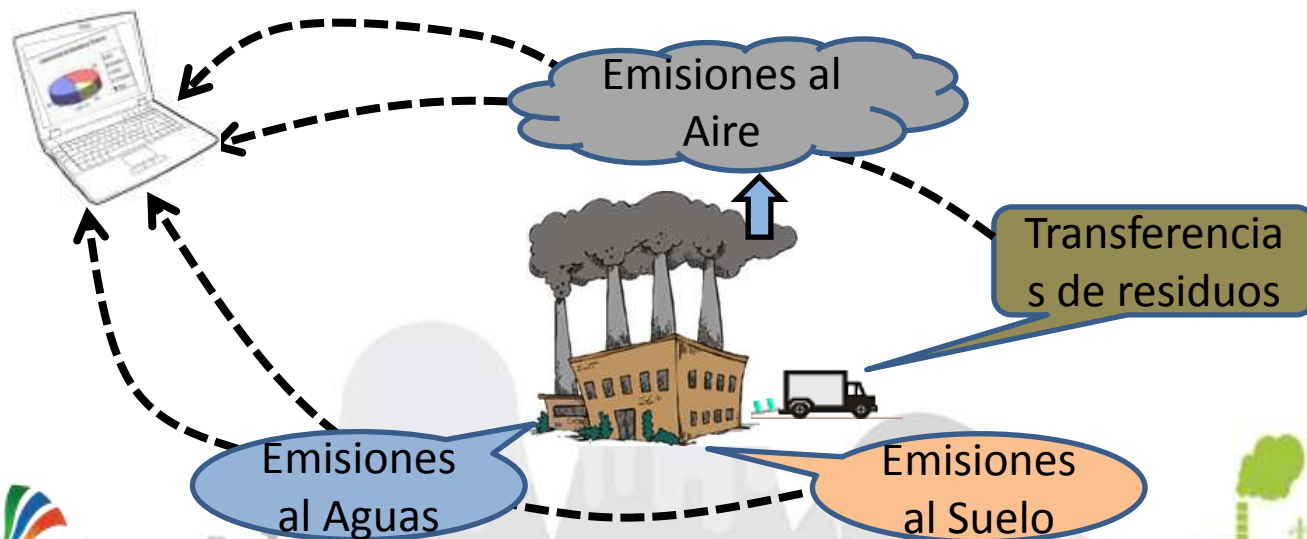 Emisiones al
Aire
Transferencia
s de residuos
Emisiones
al Aguas
Emisiones
al Suelo